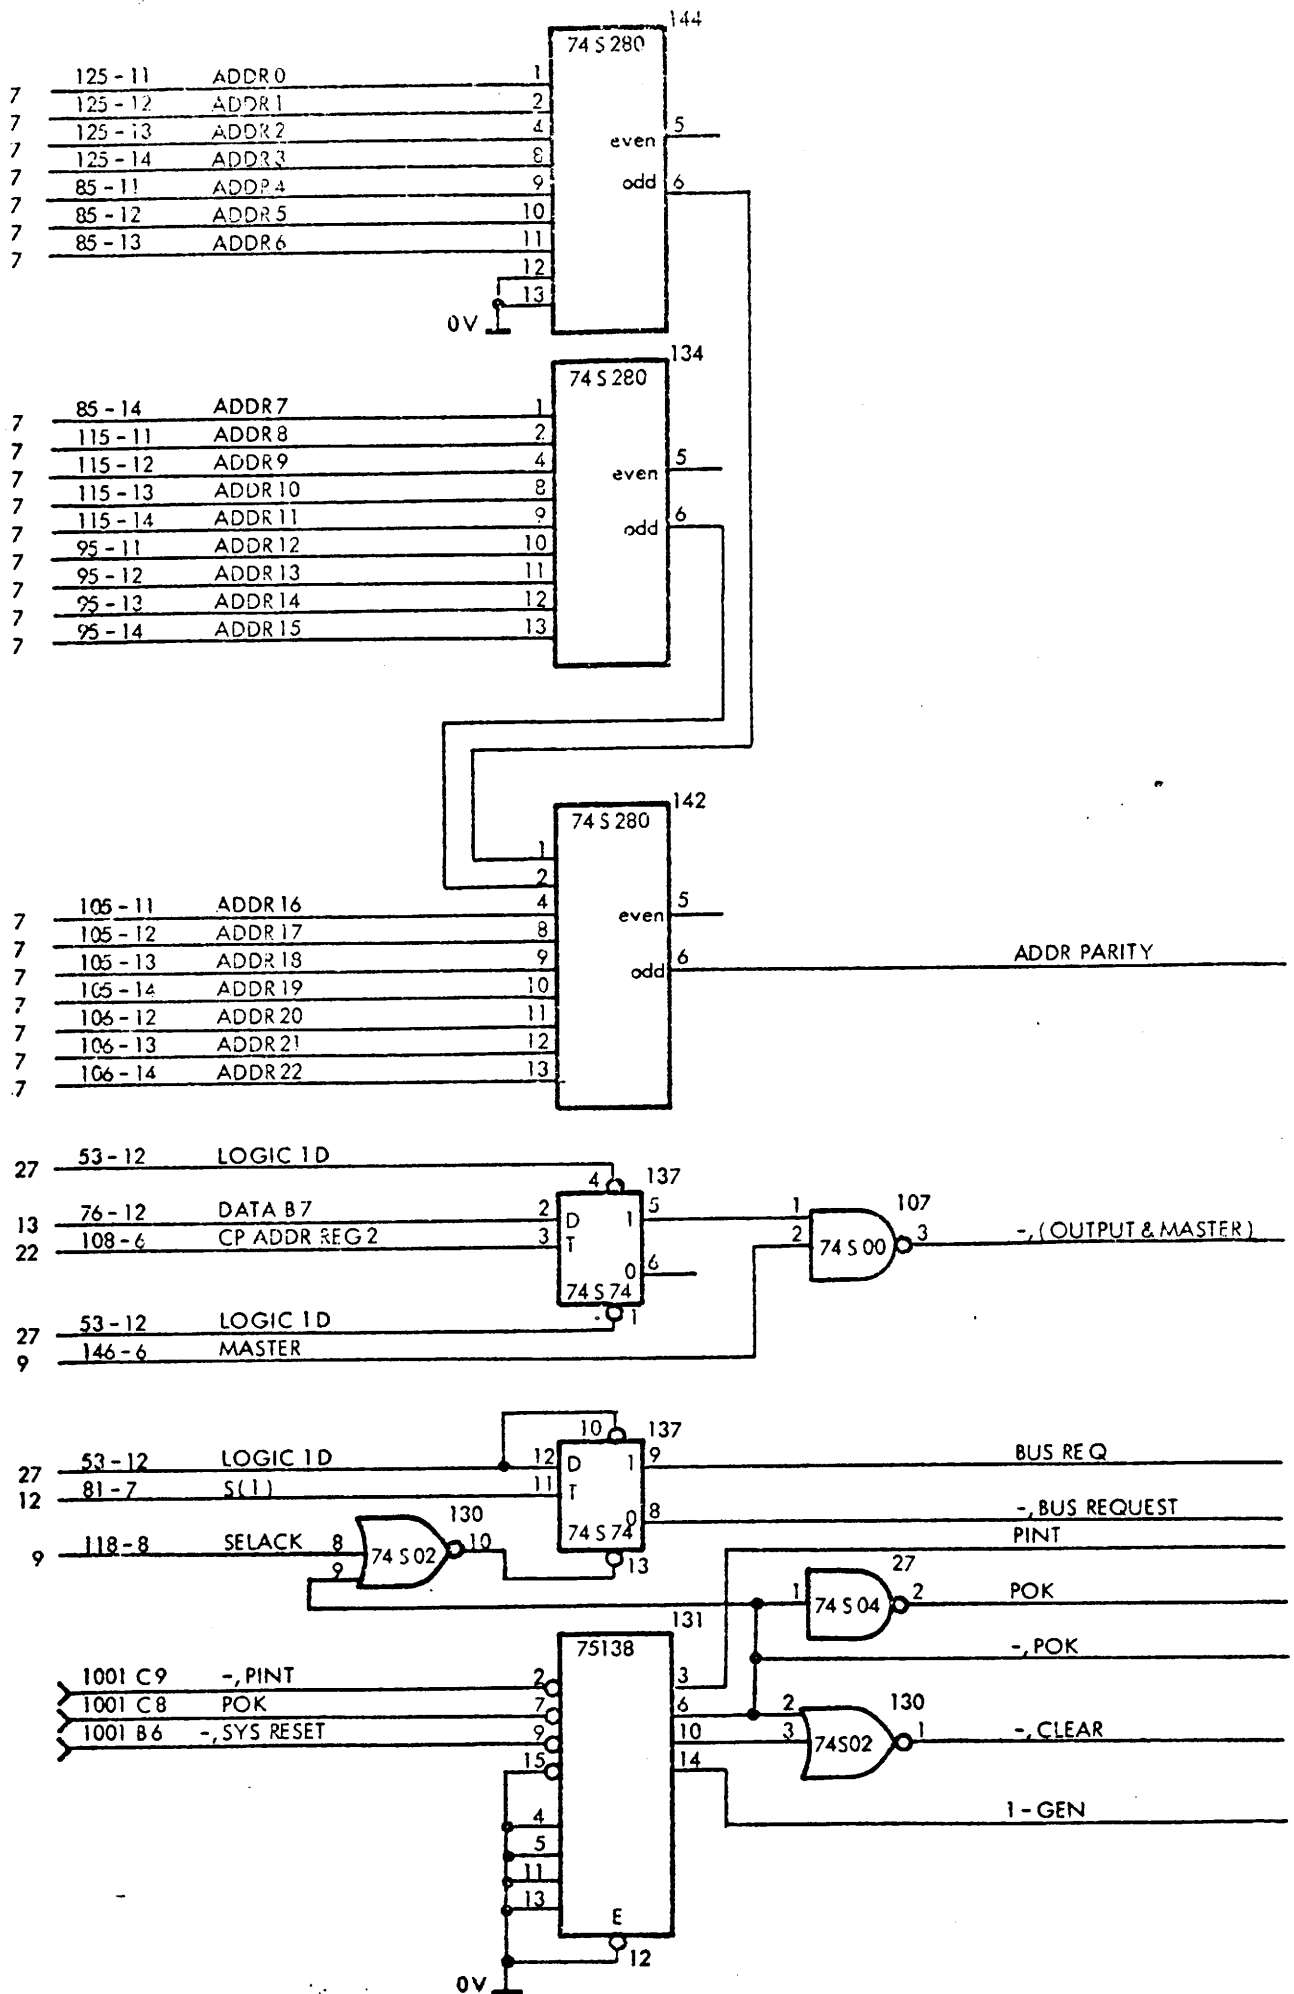 144
74 S 280
7 125 - 11 ADDR 0 1
7 125 - 12 ADDR 1 2
7 125 - 13 ADDR 2 4
even 5
7 125 - 14 ADDR 3 8
7 85 - 11 ADDR 4 9
odd 6
7 85 - 12 ADDR 5 10
7 85 - 13 ADDR 6 11
12
13
0 V
134
74 S 280
7 85 - 14 ADDR 7 1
7 115 - 11 ADDR 8 2
7 115 - 12 ADDR 9 4
even 5
7 115 - 13 ADDR 10 8
7 115 - 14 ADDR 11 9
odd 6
7 95 - 11 ADDR 12 10
7 95 - 12 ADDR 13 11
7 95 - 13 ADDR 14 12
7 95 - 14 ADDR 15 13
142
74 S 280
1
2
7 105 - 11 ADDR 16 4
even 5
7 105 - 12 ADDR 17 8
7 105 - 13 ADDR 18 9
odd 6 ADDR PARITY
7 105 - 14 ADDR 19 10
7 106 - 12 ADDR 20 11
7 106 - 13 ADDR 21 12
7 106 - 14 ADDR 22 13
27 53 - 12 LOGIC 1 D
4 137
13 76 - 12 DATA B 7 2 D 1 5
22 108 - 6 CP ADDR REG 2 3 T
0 6
74 S 74
1
1 107
2 74 S 00 3 -,(OUTPUT & MASTER)
27 53 - 12 LOGIC 1 D
9 146 - 6 MASTER
10 137
27 53 - 12 LOGIC 1 D 12 D 1 9 BUS REQ
12 81 - 7 S(1) 11 T
0 8 -, BUS REQUEST
74 S 74
13
130
9 118 - 8 SELACK 8 74 S 02 10
9
PINT
27
1 74 S 04 2 POK
131
75138
-, POK
1001 C 9 -, PINT 2 3
1001 C 8 POK 7 6
1001 B 6 -, SYS RESET 9 10
15 14
130
2
3 74S02 1 -, CLEAR
1 - GEN
4
5
11
13
E
12
0 V